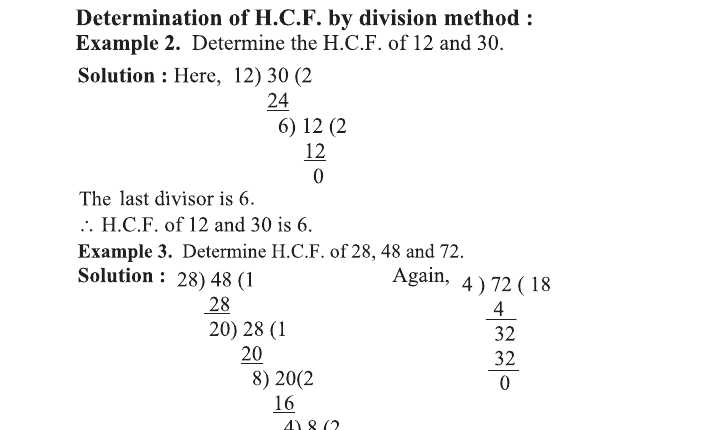 Determination of H.C.F. by division method :
Example 2. Determine the H.C.F. of 12 and 30.
Solution : Here, 12) 30 (2
24
6) 12 (2
12
0
The last divisor is 6.
∴ H.C.F. of 12 and 30 is 6.
Example 3. Determine H.C.F. of 28, 48 and 72.
Solution : 28) 48 (1
28
20) 28 (1
20
8) 20(2
16
4) 8 (2
Again, 4 ) 72 ( 18
4
32
32
0